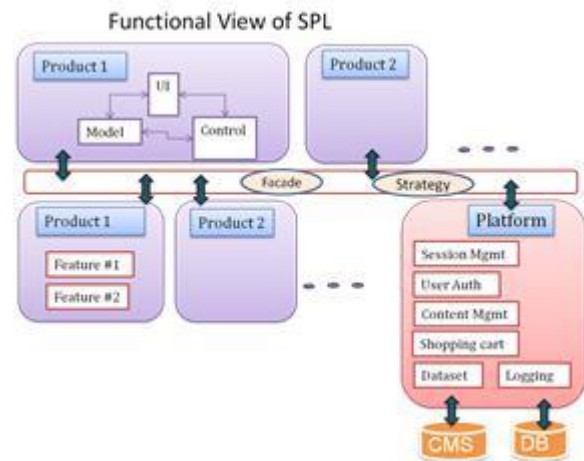 Functional View of SPL
Product 1
UI
Model
Control
Product 2
Facade
Strategy
Product 1
Feature #1
Feature #2
Product 2
Platform
Session Mgmt
User Auth
Content Mgmt
Shopping cart
Dataset
Logging
CMS
DB